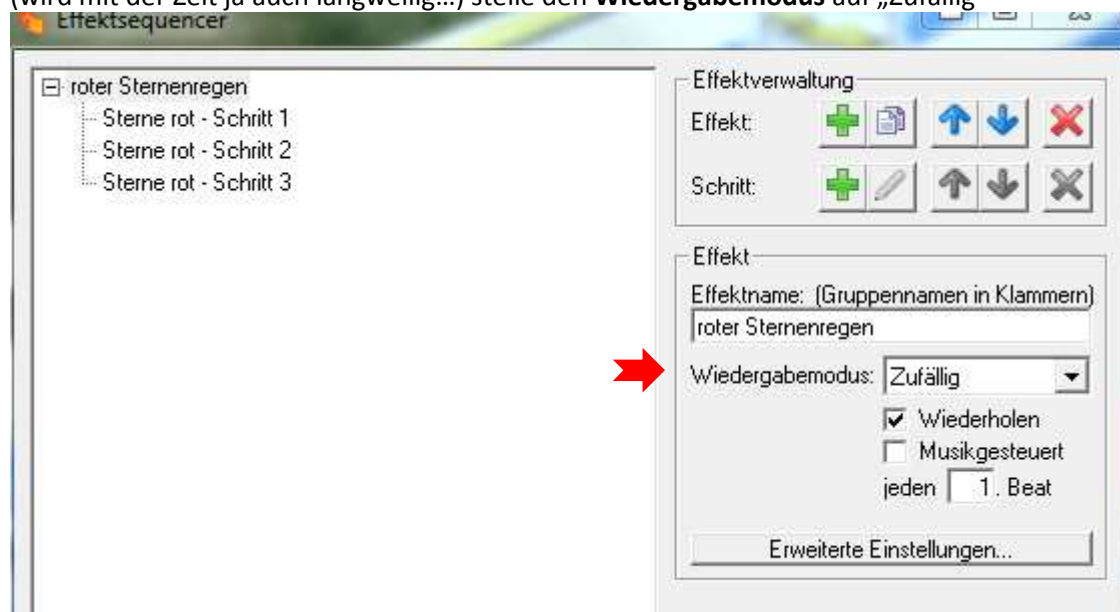 (wird mit der Zeit ja auch langweilig...) stelle den Wiedergabemodus auf „Zufällig
Effektsequencer
roter Sternenregen
Sterne rot - Schritt 1
Sterne rot - Schritt 2
Sterne rot - Schritt 3
Effektverwaltung
Effekt:
Schritt:
Effekt
Effektname: (Gruppennamen in Klammern)
roter Sternenregen
Wiedergabemodus: Zufällig
Wiederholen
Musikgesteuert
jeden 1. Beat
Erweiterte Einstellungen...